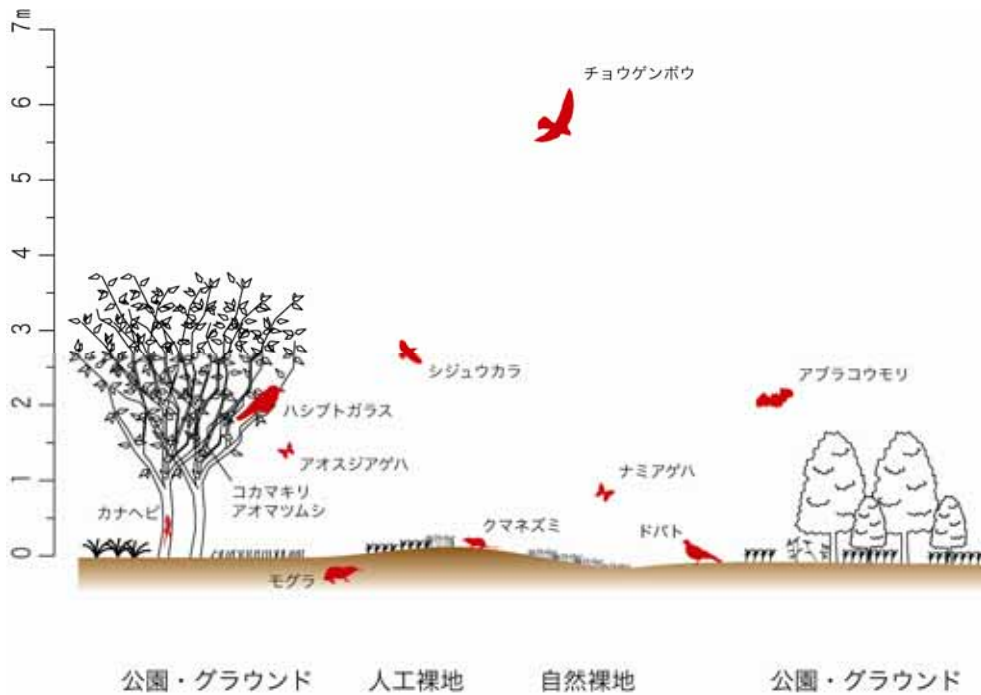 7m
チョウゲンボウ
6
5
4
3
シジュウカラ
アブラコウモリ
2
ハシブトガラス
アオスジアゲハ
ナミアゲハ
1
コカマキリ
アオマツムシ
カナヘビ
クマネズミ
ドバト
0
モグラ
公園・グラウンド 人工裸地 自然裸地 公園・グラウンド